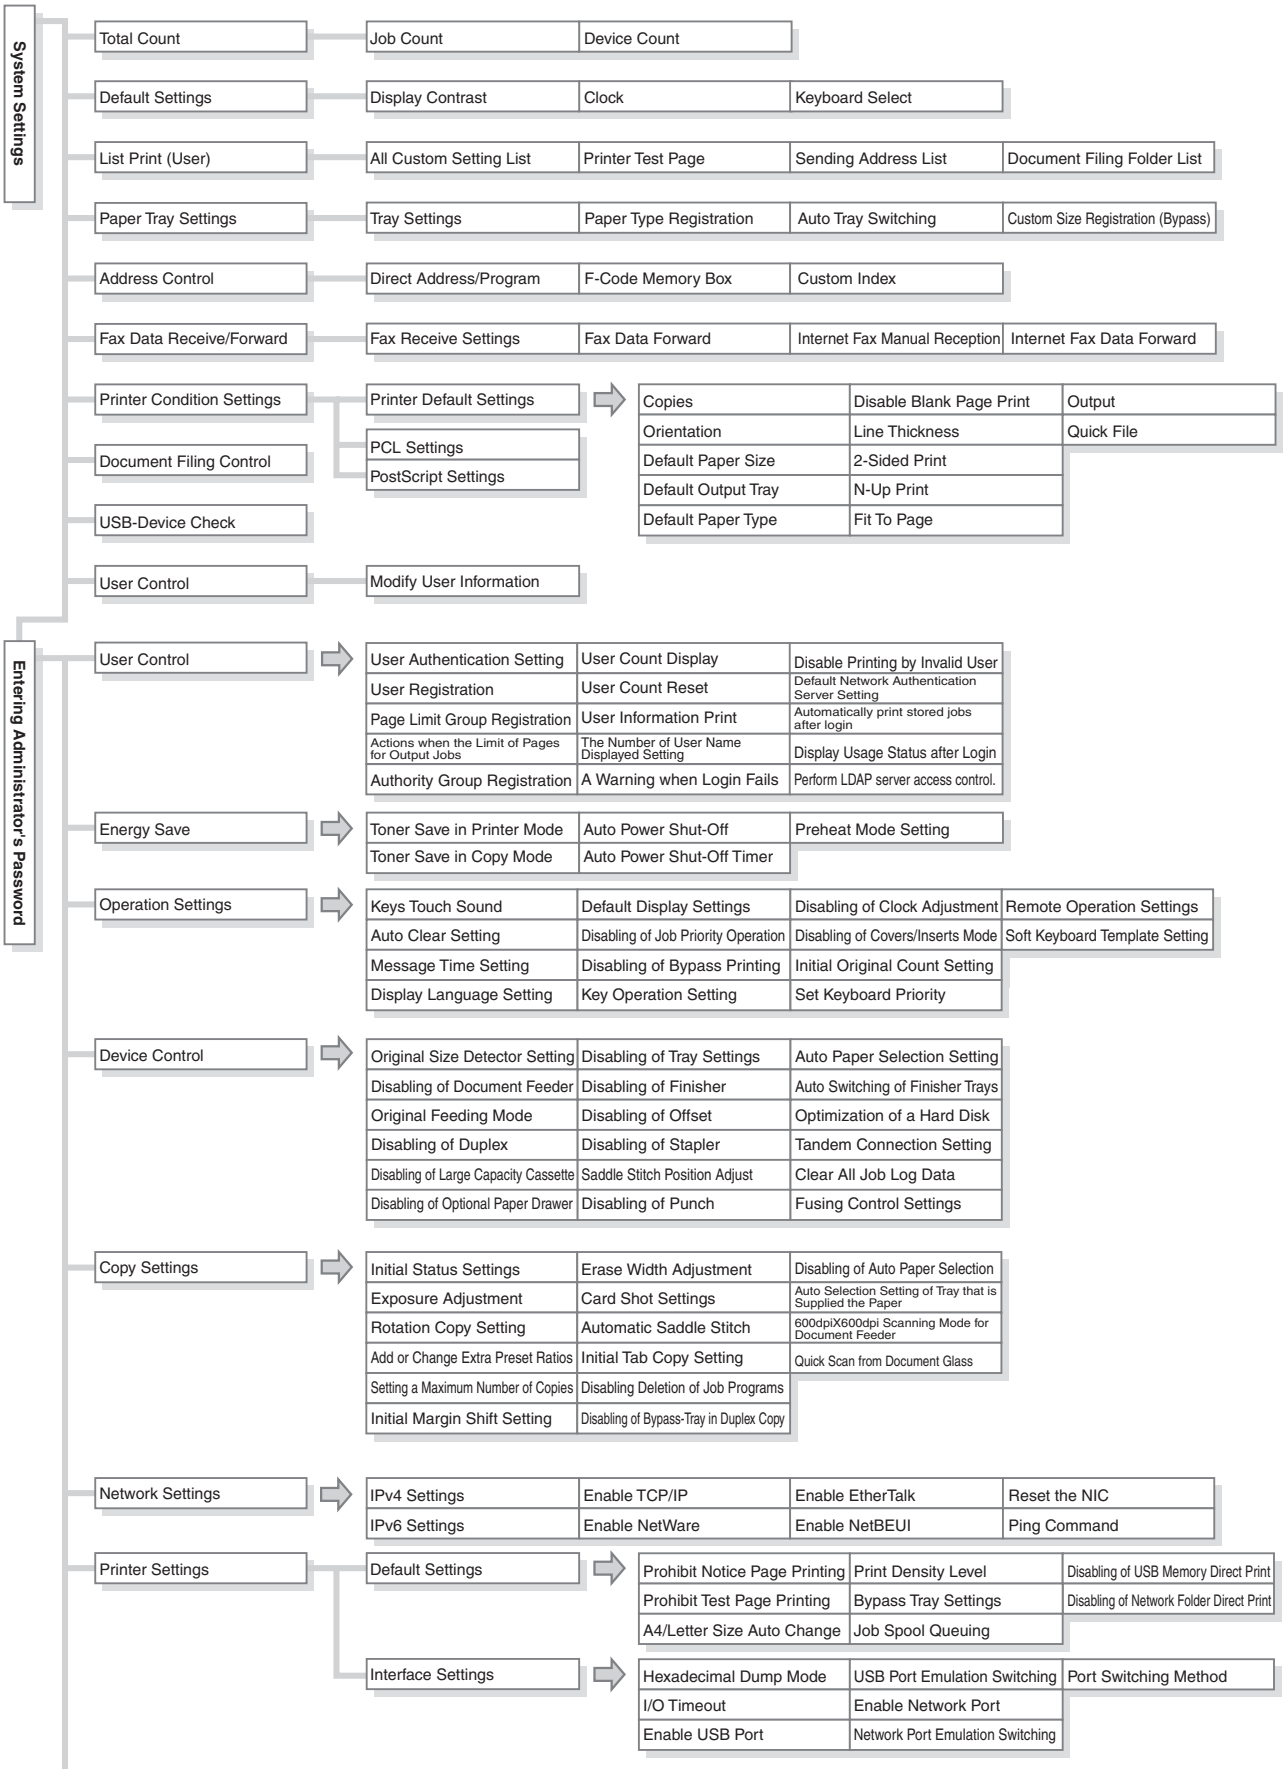 System Settings
Total Count
Job Count
Device Count
Default Settings
Display Contrast
Clock
Keyboard Select
List Print (User)
All Custom Setting List
Printer Test Page
Sending Address List
Document Filing Folder List
Paper Tray Settings
Tray Settings
Paper Type Registration
Auto Tray Switching
Custom Size Registration (Bypass)
Address Control
Direct Address/Program
F-Code Memory Box
Custom Index
Fax Data Receive/Forward
Fax Receive Settings
Fax Data Forward
Internet Fax Manual Reception
Internet Fax Data Forward
Printer Condition Settings
Printer Default Settings
PCL Settings
PostScript Settings
Copies
Disable Blank Page Print
Output
Orientation
Line Thickness
Quick File
Default Paper Size
2-Sided Print
Default Output Tray
N-Up Print
Default Paper Type
Fit To Page
Document Filing Control
USB-Device Check
User Control
Modify User Information
Entering Administrator's Password
User Control
User Authentication Setting
User Count Display
Disable Printing by Invalid User
User Registration
User Count Reset
Default Network Authentication
Server Setting
Page Limit Group Registration
User Information Print
Automatically print stored jobs
after login
Actions when the Limit of Pages
for Output Jobs
The Number of User Name
Displayed Setting
Display Usage Status after Login
Authority Group Registration
A Warning when Login Fails
Perform LDAP server access control.
Energy Save
Toner Save in Printer Mode
Auto Power Shut-Off
Preheat Mode Setting
Toner Save in Copy Mode
Auto Power Shut-Off Timer
Operation Settings
Keys Touch Sound
Default Display Settings
Disabling of Clock Adjustment
Remote Operation Settings
Auto Clear Setting
Disabling of Job Priority Operation
Disabling of Covers/Inserts Mode
Soft Keyboard Template Setting
Message Time Setting
Disabling of Bypass Printing
Initial Original Count Setting
Display Language Setting
Key Operation Setting
Set Keyboard Priority
Device Control
Original Size Detector Setting
Disabling of Tray Settings
Auto Paper Selection Setting
Disabling of Document Feeder
Disabling of Finisher
Auto Switching of Finisher Trays
Original Feeding Mode
Disabling of Offset
Optimization of a Hard Disk
Disabling of Duplex
Disabling of Stapler
Tandem Connection Setting
Disabling of Large Capacity Cassette
Saddle Stitch Position Adjust
Clear All Job Log Data
Disabling of Optional Paper Drawer
Disabling of Punch
Fusing Control Settings
Copy Settings
Initial Status Settings
Erase Width Adjustment
Disabling of Auto Paper Selection
Exposure Adjustment
Card Shot Settings
Auto Selection Setting of Tray that is
Supplied the Paper
Rotation Copy Setting
Automatic Saddle Stitch
600dpiX600dpi Scanning Mode for
Document Feeder
Add or Change Extra Preset Ratios
Initial Tab Copy Setting
Quick Scan from Document Glass
Setting a Maximum Number of Copies
Disabling Deletion of Job Programs
Initial Margin Shift Setting
Disabling of Bypass-Tray in Duplex Copy
Network Settings
IPv4 Settings
Enable TCP/IP
Enable EtherTalk
Reset the NIC
IPv6 Settings
Enable NetWare
Enable NetBEUI
Ping Command
Printer Settings
Default Settings
Prohibit Notice Page Printing
Print Density Level
Disabling of USB Memory Direct Print
Prohibit Test Page Printing
Bypass Tray Settings
Disabling of Network Folder Direct Print
A4/Letter Size Auto Change
Job Spool Queuing
Interface Settings
Hexadecimal Dump Mode
USB Port Emulation Switching
Port Switching Method
I/O Timeout
Enable Network Port
Enable USB Port
Network Port Emulation Switching